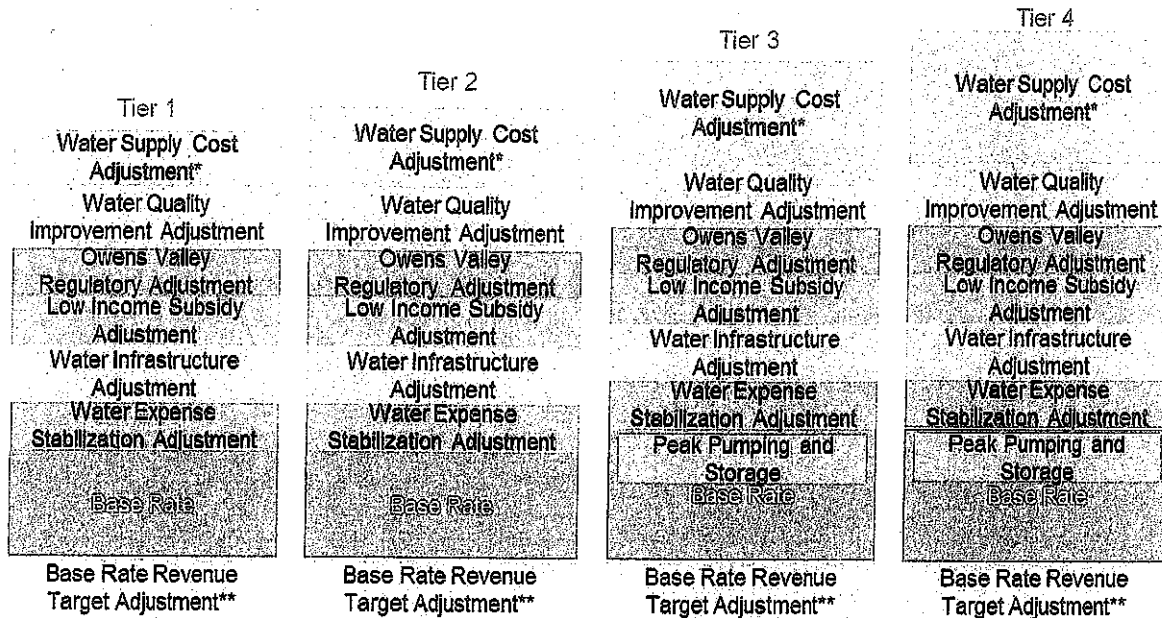 Tier 1
Water Supply Cost
Adjustment*
Water Quality
Improvement Adjustment
Owens Valley
Regulatory Adjustment
Low Income Subsidy
Adjustment
Water Infrastructure
Adjustment
Water Expense
Stabilization Adjustment
Base Rate
Base Rate Revenue
Target Adjustment**
Tier 2
Water Supply Cost
Adjustment*
Water Quality
Improvement Adjustment
Owens Valley
Regulatory Adjustment
Low Income Subsidy
Adjustment
Water Infrastructure
Adjustment
Water Expense
Stabilization Adjustment
Base Rate
Base Rate Revenue
Target Adjustment**
Tier 3
Water Supply Cost
Adjustment*
Water Quality
Improvement Adjustment
Owens Valley
Regulatory Adjustment
Low Income Subsidy
Adjustment
Water Infrastructure
Adjustment
Water Expense
Stabilization Adjustment
Peak Pumping and
Storage
Base Rate
Base Rate Revenue
Target Adjustment**
Tier 4
Water Supply Cost
Adjustment*
Water Quality
Improvement Adjustment
Owens Valley
Regulatory Adjustment
Low Income Subsidy
Adjustment
Water Infrastructure
Adjustment
Water Expense
Stabilization Adjustment
Peak Pumping and
Storage
Base Rate
Base Rate Revenue
Target Adjustment**